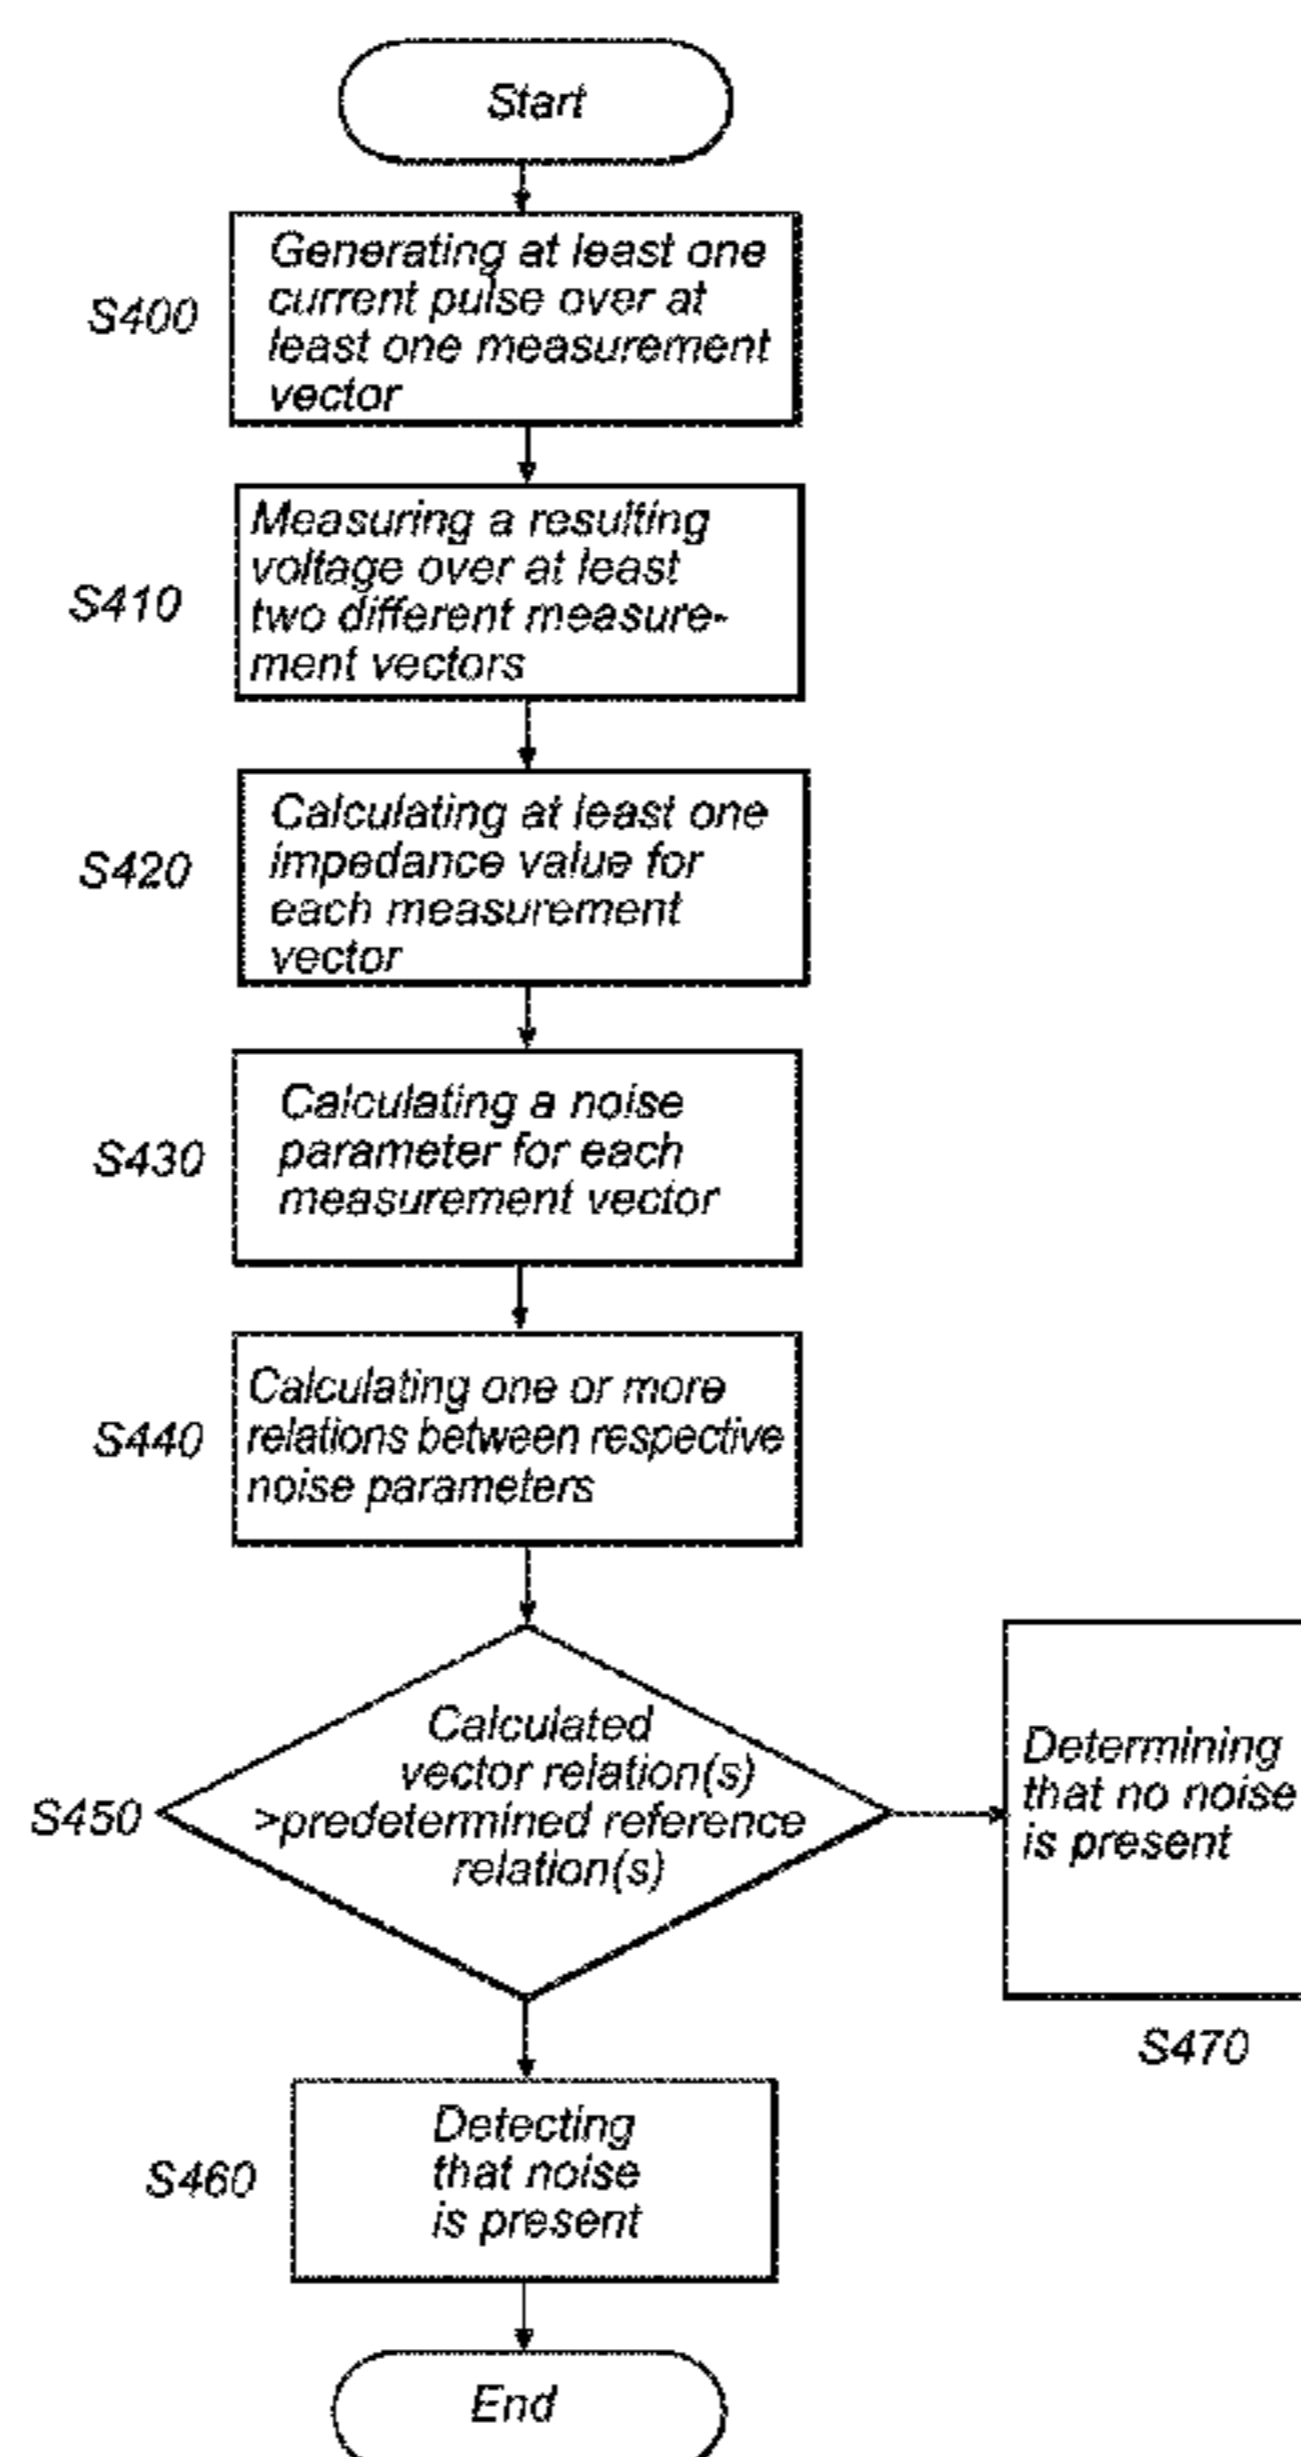 Start
S400
Generating at least one
current pulse over at
least one measurement
vector
S410
Measuring a resulting
voltage over at least
two different measure-
ment vectors
S420
Calculating at least one
impedance value for
each measurement
vector
S430
Calculating a noise
parameter for each
measurement vector
S440
Calculating one or more
relations between respective
noise parameters
S450
Calculated
vector relation(s)
>predetermined reference
relation(s)
Determining
that no noise
is present
S470
S460
Detecting
that noise
is present
End